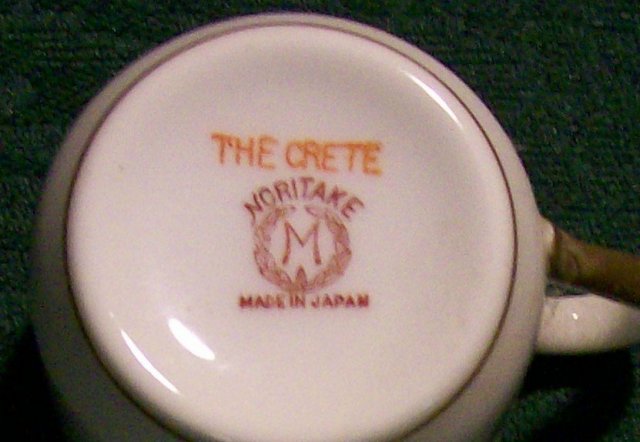 THE CRETE
NORITAKE
M
MADE IN JAPAN